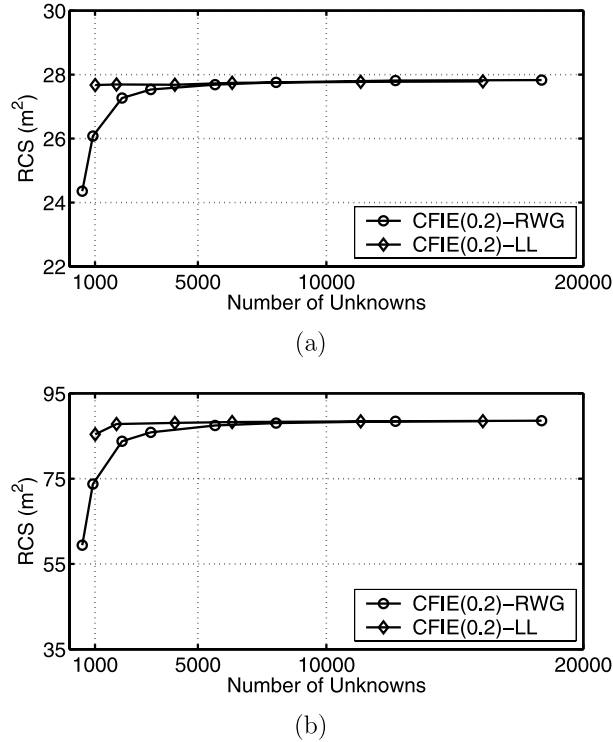 30
28
26
24
22
RCS (m²)
CFIE(0.2)−RWG
CFIE(0.2)−LL
1000 5000 10000 20000
Number of Unknowns
(a)
95
75
55
35
RCS (m²)
CFIE(0.2)−RWG
CFIE(0.2)−LL
1000 5000 10000 20000
Number of Unknowns
(b)